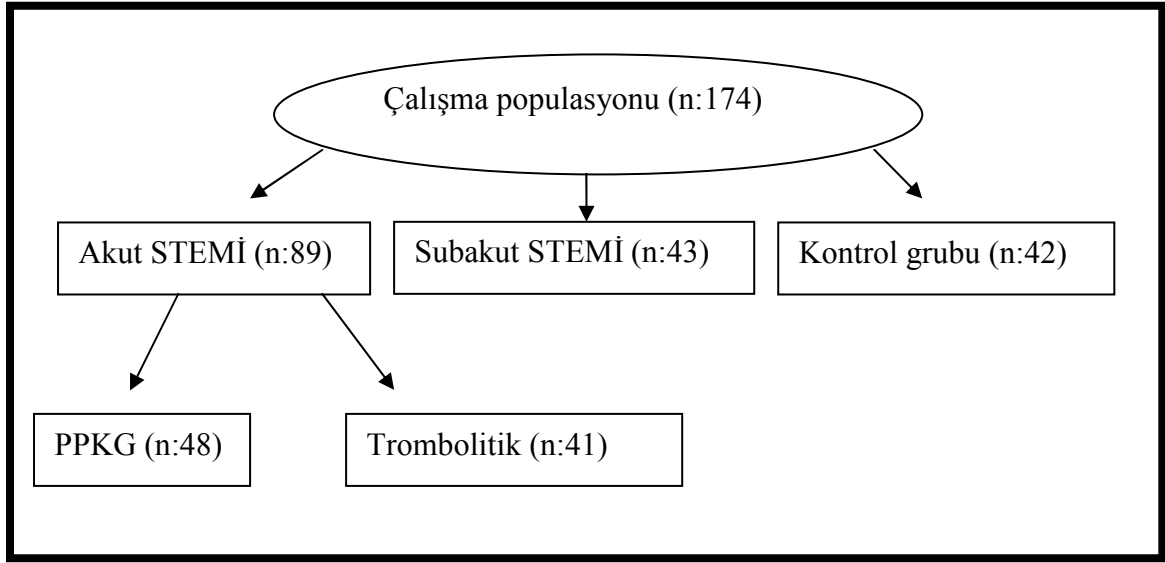 Çalışma populasyonu (n:174)
Akut STEMİ (n:89)
Subakut STEMİ (n:43)
Kontrol grubu (n:42)
PPKG (n:48)
Trombolitik (n:41)